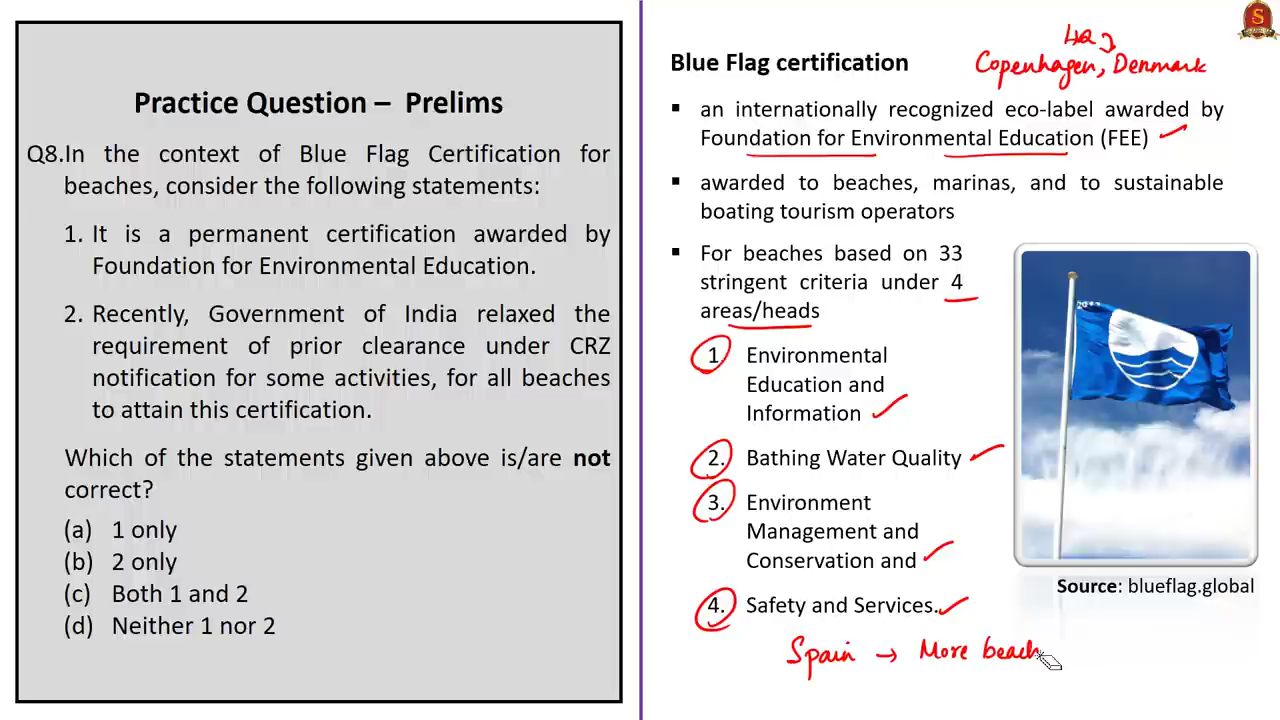 Practice Question – Prelims
Q8.In the context of Blue Flag Certification for
beaches, consider the following statements:
1. It is a permanent certification awarded by
Foundation for Environmental Education.
2. Recently, Government of India relaxed the
requirement of prior clearance under CRZ
notification for some activities, for all beaches
to attain this certification.
Which of the statements given above is/are not
correct?
(a) 1 only
(b) 2 only
(c) Both 1 and 2
(d) Neither 1 nor 2
HQ
Copenhagen, Denmark
Blue Flag certification
▪ an internationally recognized eco-label awarded by
Foundation for Environmental Education (FEE)
▪ awarded to beaches, marinas, and to sustainable
boating tourism operators
▪ For beaches based on 33
stringent criteria under 4
areas/heads
1. Environmental
Education and
Information
2. Bathing Water Quality
3. Environment
Management and
Conservation and
4. Safety and Services.
Source: blueflag.global
Spain → More beach
S